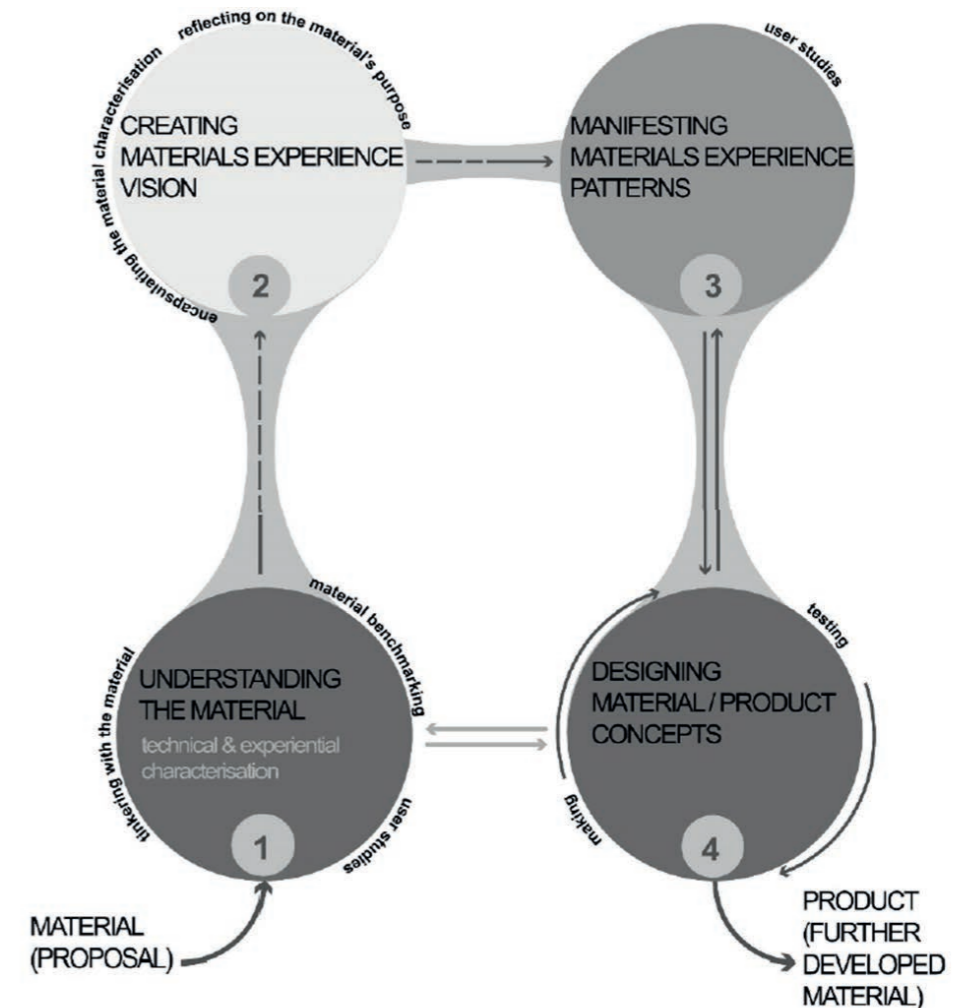 reflecting on the material's purpose
encapsulating the material characterisation
CREATING
MATERIALS EXPERIENCE
VISION
2
user studies
MANIFESTING
MATERIALS EXPERIENCE
PATTERNS
3
tinkering with the material
material benchmarking
user studies
UNDERSTANDING
THE MATERIAL
technical & experiential
characterisation
1
testing
making
DESIGNING
MATERIAL / PRODUCT
CONCEPTS
4
MATERIAL
(PROPOSAL)
PRODUCT
(FURTHER
DEVELOPED
MATERIAL)